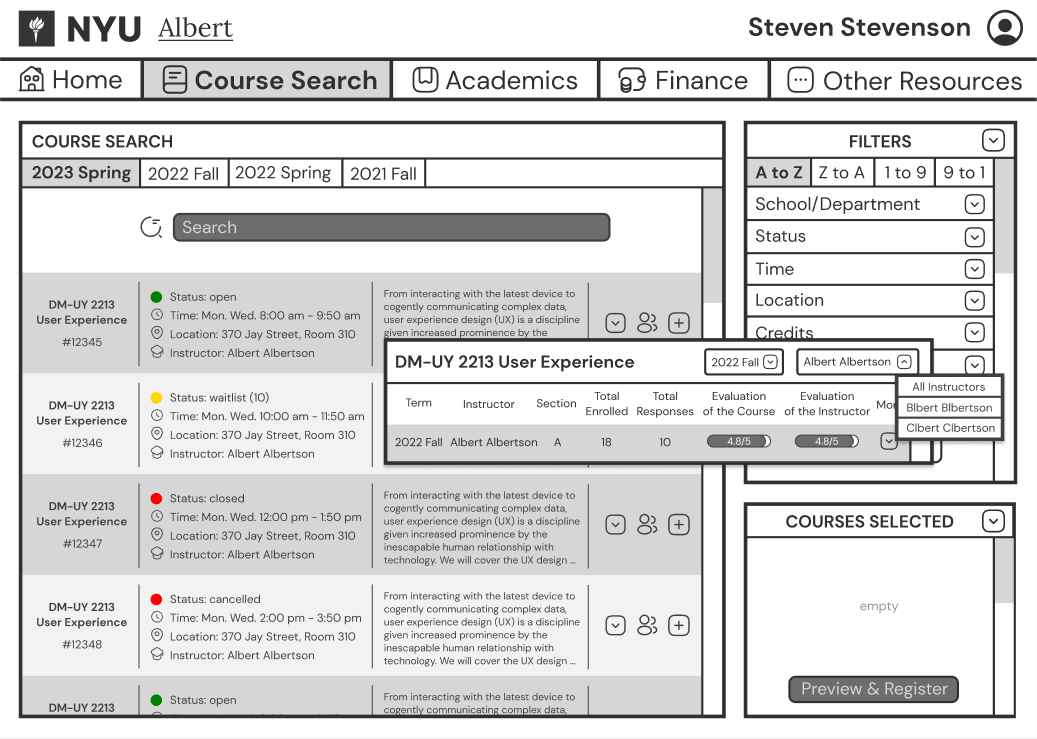 NYU Albert
Steven Stevenson
Home
Course Search
Academics
Finance
Other Resources
COURSE SEARCH
2023 Spring
2022 Fall
2022 Spring
2021 Fall
Search
DM-UY 2213
User Experience
#12345
Status: open
Time: Mon. Wed. 8:00 am - 9:50 am
Location: 370 Jay Street, Room 310
Instructor: Albert Albertson
From interacting with the latest device to
cogently communicating complex data,
user experience design (UX) is a discipline
given increased prominence by the
DM-UY 2213
User Experience
#12346
Status: waitlist (10)
Time: Mon. Wed. 10:00 am - 11:50 am
Location: 370 Jay Street, Room 310
Instructor: Albert Albertson
DM-UY 2213
User Experience
#12347
Status: closed
Time: Mon. Wed. 12:00 pm - 1:50 pm
Location: 370 Jay Street, Room 310
Instructor: Albert Albertson
From interacting with the latest device to
cogently communicating complex data,
user experience design (UX) is a discipline
given increased prominence by the
inescapable human relationship with
technology. We will cover the UX design ...
DM-UY 2213
User Experience
#12348
Status: cancelled
Time: Mon. Wed. 2:00 pm - 3:50 pm
Location: 370 Jay Street, Room 310
Instructor: Albert Albertson
From interacting with the latest device to
cogently communicating complex data,
user experience design (UX) is a discipline
given increased prominence by the
inescapable human relationship with
technology. We will cover the UX design ...
DM-UY 2213
Status: open
From interacting with the latest device to
cogently communicating complex data,
DM-UY 2213 User Experience
2022 Fall
Albert Albertson
All Instructors
Blbert Blbertson
Clbert Clbertson
Term
Instructor
Section
Total
Enrolled
Total
Responses
Evaluation
of the Course
Evaluation
of the Instructor
2022 Fall
Albert Albertson
A
18
10
4.8/5
4.8/5
FILTERS
A to Z
Z to A
1 to 9
9 to 1
School/Department
Status
Time
Location
Credits
COURSES SELECTED
empty
Preview & Register